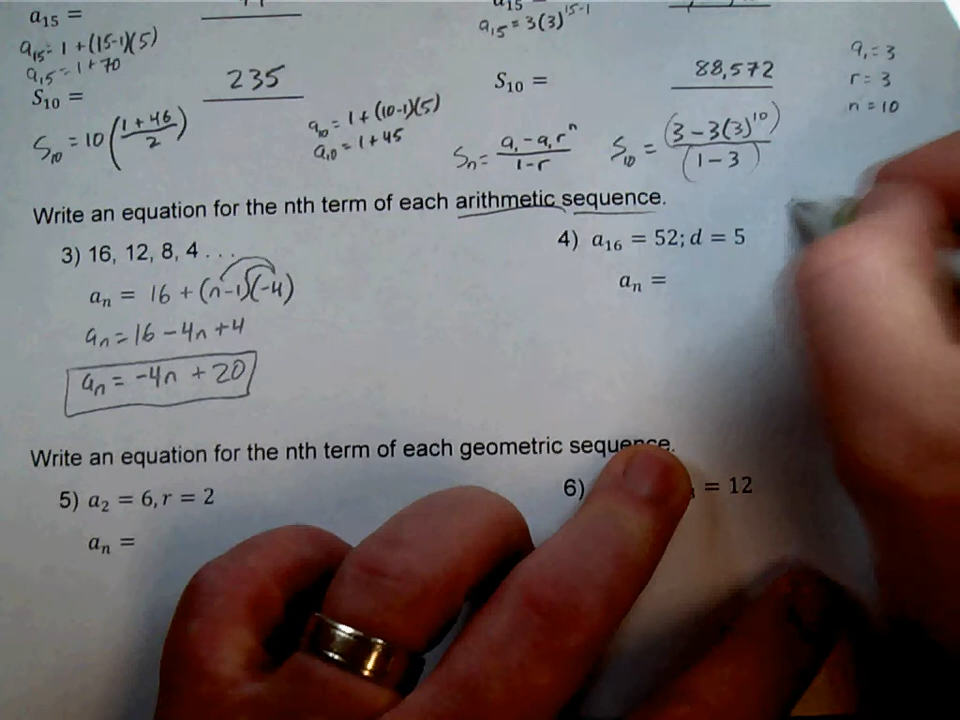 a₁₅ =
a₁₅ = 3(3)¹⁵⁻¹
a₁₅ = 1 + (15-1)(5)
a₁₅ = 1 + 70
S₁₀ = 235
S₁₀ = 10 (1 + 46 / 2)
a₁₀ = 1 + (10-1)(5)
a₁₀ = 1 + 45
S₁₀ = 88,572
a₁ = 3
r = 3
n = 10
Sₙ = a₁ - a₁rⁿ / 1 - r
S₁₀ = (3 - 3(3)¹⁰) / (1 - 3)
Write an equation for the nth term of each arithmetic sequence.
3) 16, 12, 8, 4 . . .
aₙ = 16 + (n-1)(-4)
aₙ = 16 - 4n + 4
aₙ = -4n + 20
4) a₁₆ = 52; d = 5
aₙ =
Write an equation for the nth term of each geometric sequence.
5) a₂ = 6, r = 2
aₙ =
6) = 12